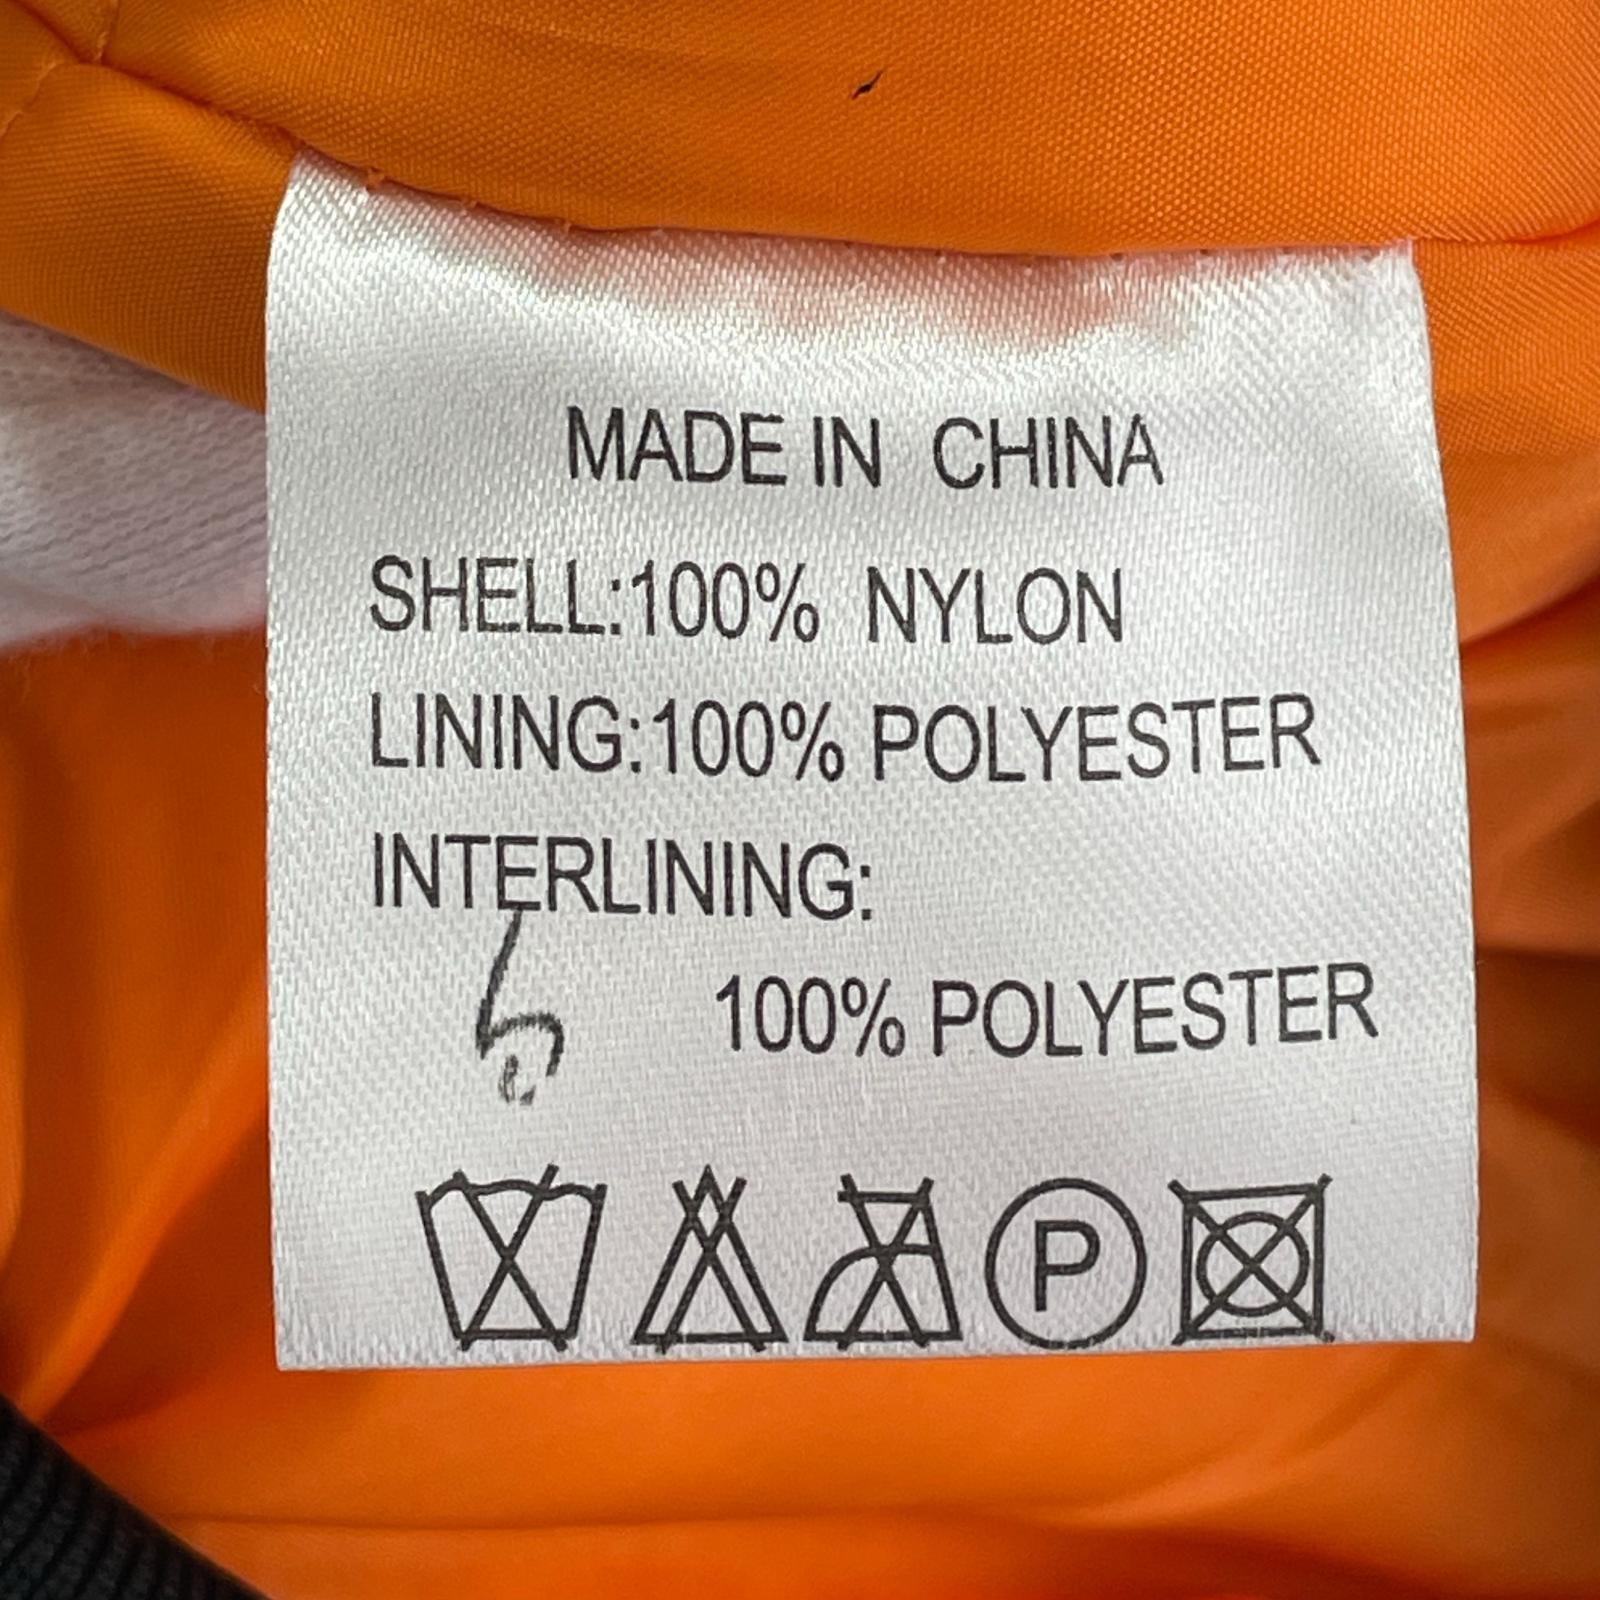 MADE IN CHINA
SHELL:100% NYLON
LINING:100% POLYESTER
INTERLINING:
100% POLYESTER
P